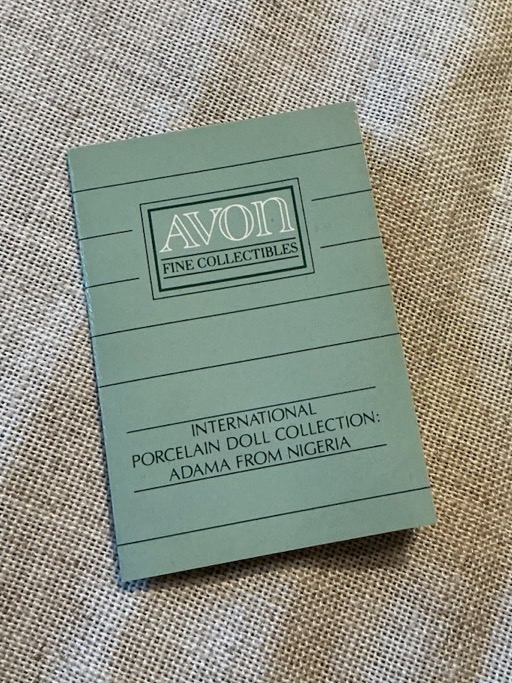 AVON
FINE COLLECTIBLES
INTERNATIONAL
PORCELAIN DOLL COLLECTION:
ADAMA FROM NIGERIA